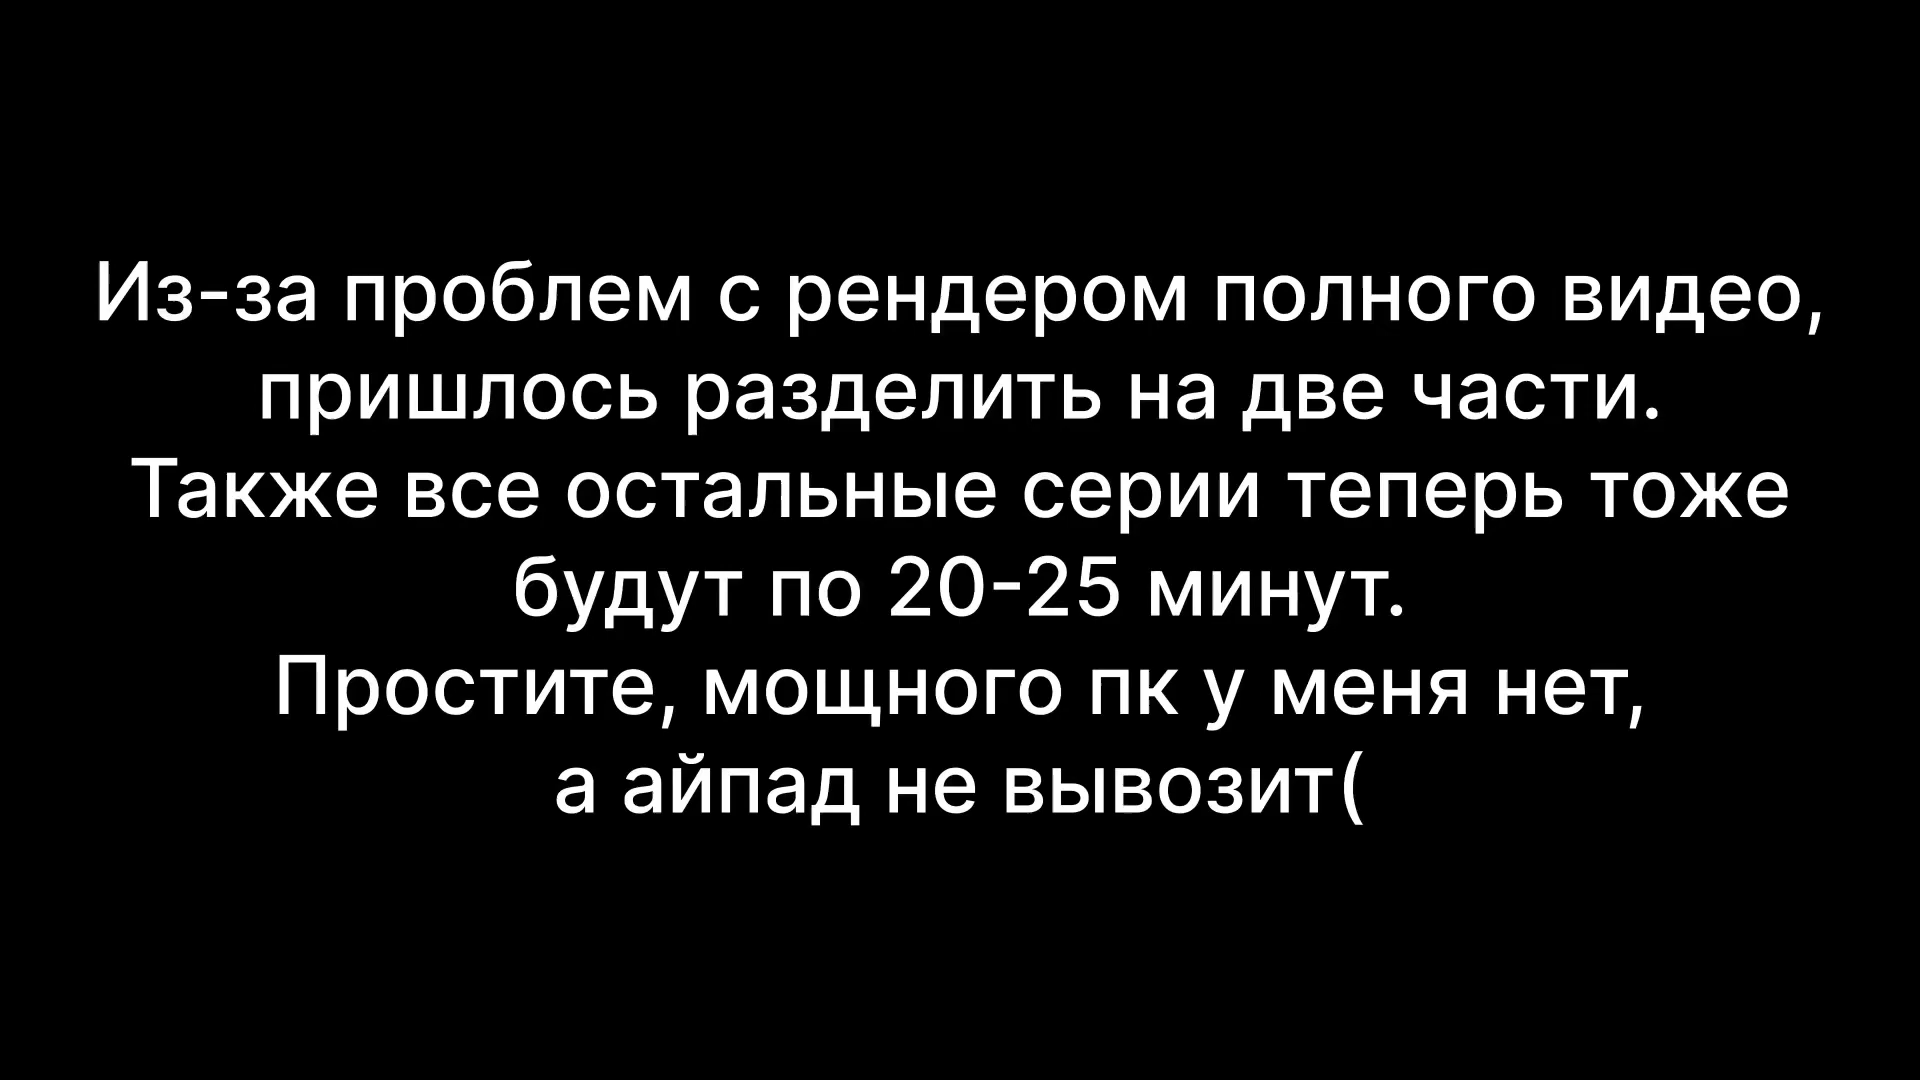 Из-за проблем с рендером полного видео,
пришлось разделить на две части.
Также все остальные серии теперь тоже
будут по 20-25 минут.
Простите, мощного пк у меня нет,
а айпад не вывозит(